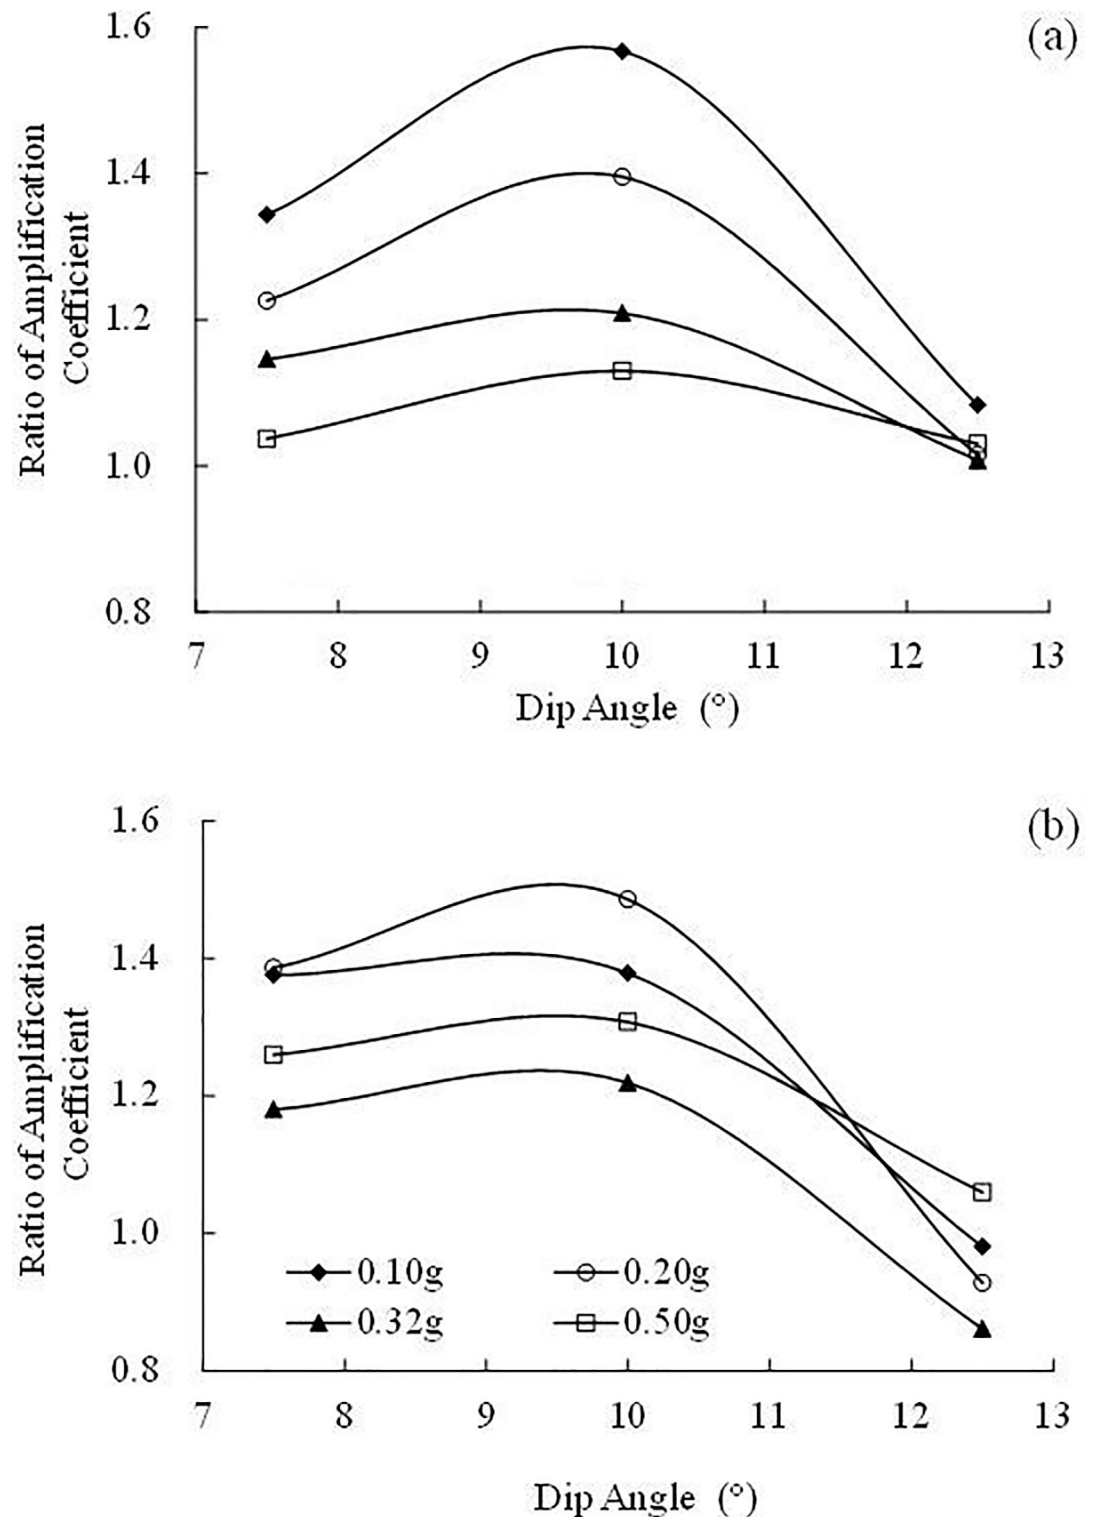 (a)
1.6
1.4
1.2
1.0
0.8
Ratio of Amplification
Coefficient
7 8 9 10 11 12 13
Dip Angle (°)
(b)
1.6
1.4
1.2
1.0
0.8
Ratio of Amplification
Coefficient
0.10g 0.20g
0.32g 0.50g
7 8 9 10 11 12 13
Dip Angle (°)